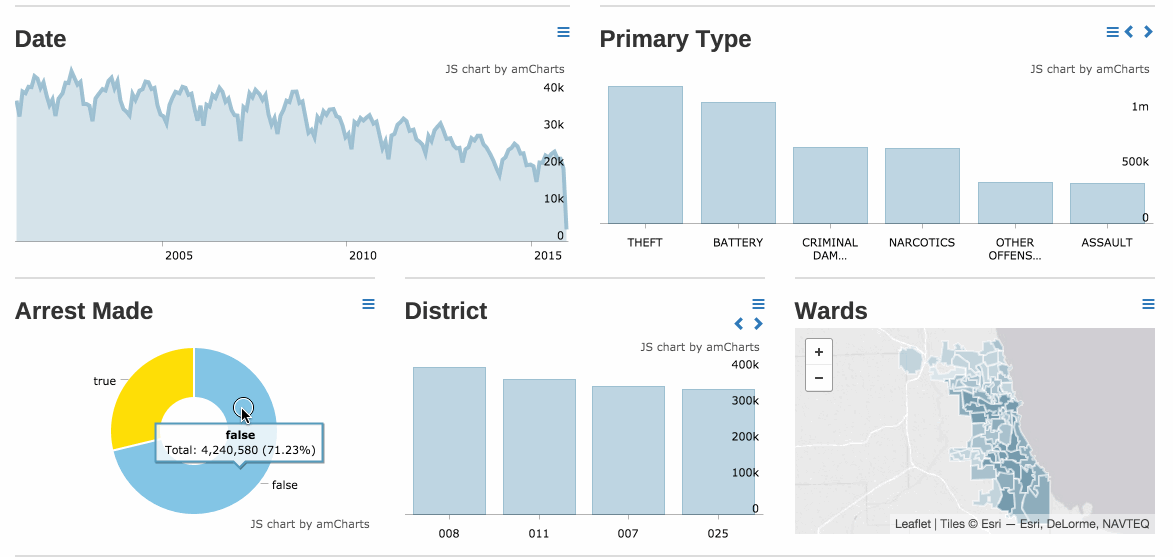 Date
JS chart by amCharts
40k
30k
20k
10k
0
2005
2010
2015
Primary Type
JS chart by amCharts
1m
500k
0
THEFT
BATTERY
CRIMINAL
DAM...
NARCOTICS
OTHER
OFFENS...
ASSAULT
Arrest Made
true
false
Total: 4,240,580 (71.23%)
false
JS chart by amCharts
District
JS chart by amCharts
400k
300k
200k
100k
0
008
011
007
025
Wards
+
−
Leaflet | Tiles © Esri — Esri, DeLorme, NAVTEQ